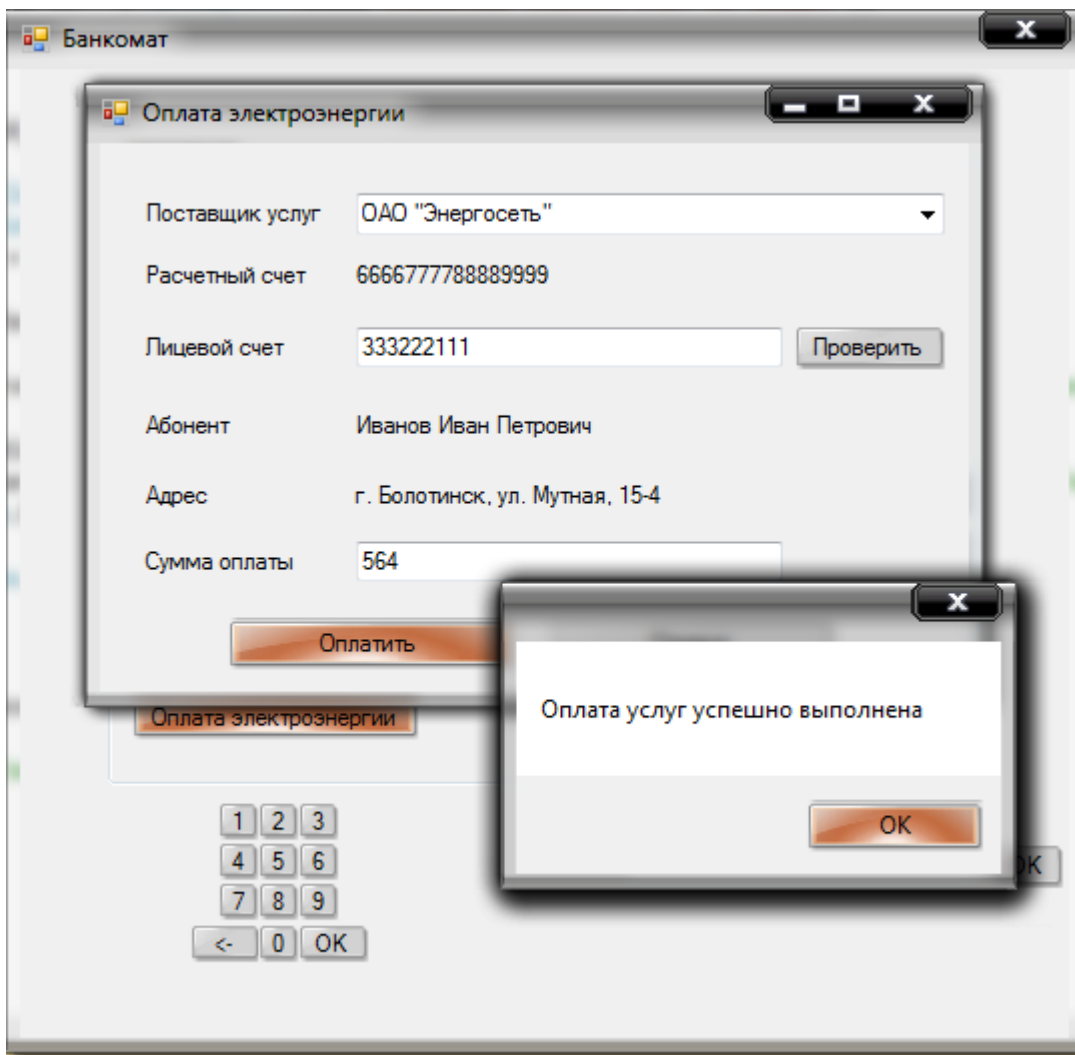 Банкомат
Оплата электроэнергии
Поставщик услуг ОАО "Энергосеть"
Расчетный счет 6666777788889999
Лицевой счет 333222111 Проверить
Абонент Иванов Иван Петрович
Адрес г. Болотинск, ул. Мутная, 15-4
Сумма оплаты 564
Оплатить
Оплата услуг успешно выполнена
OK
Оплата электроэнергии
1 2 3
4 5 6
7 8 9
<- 0 OK
OK